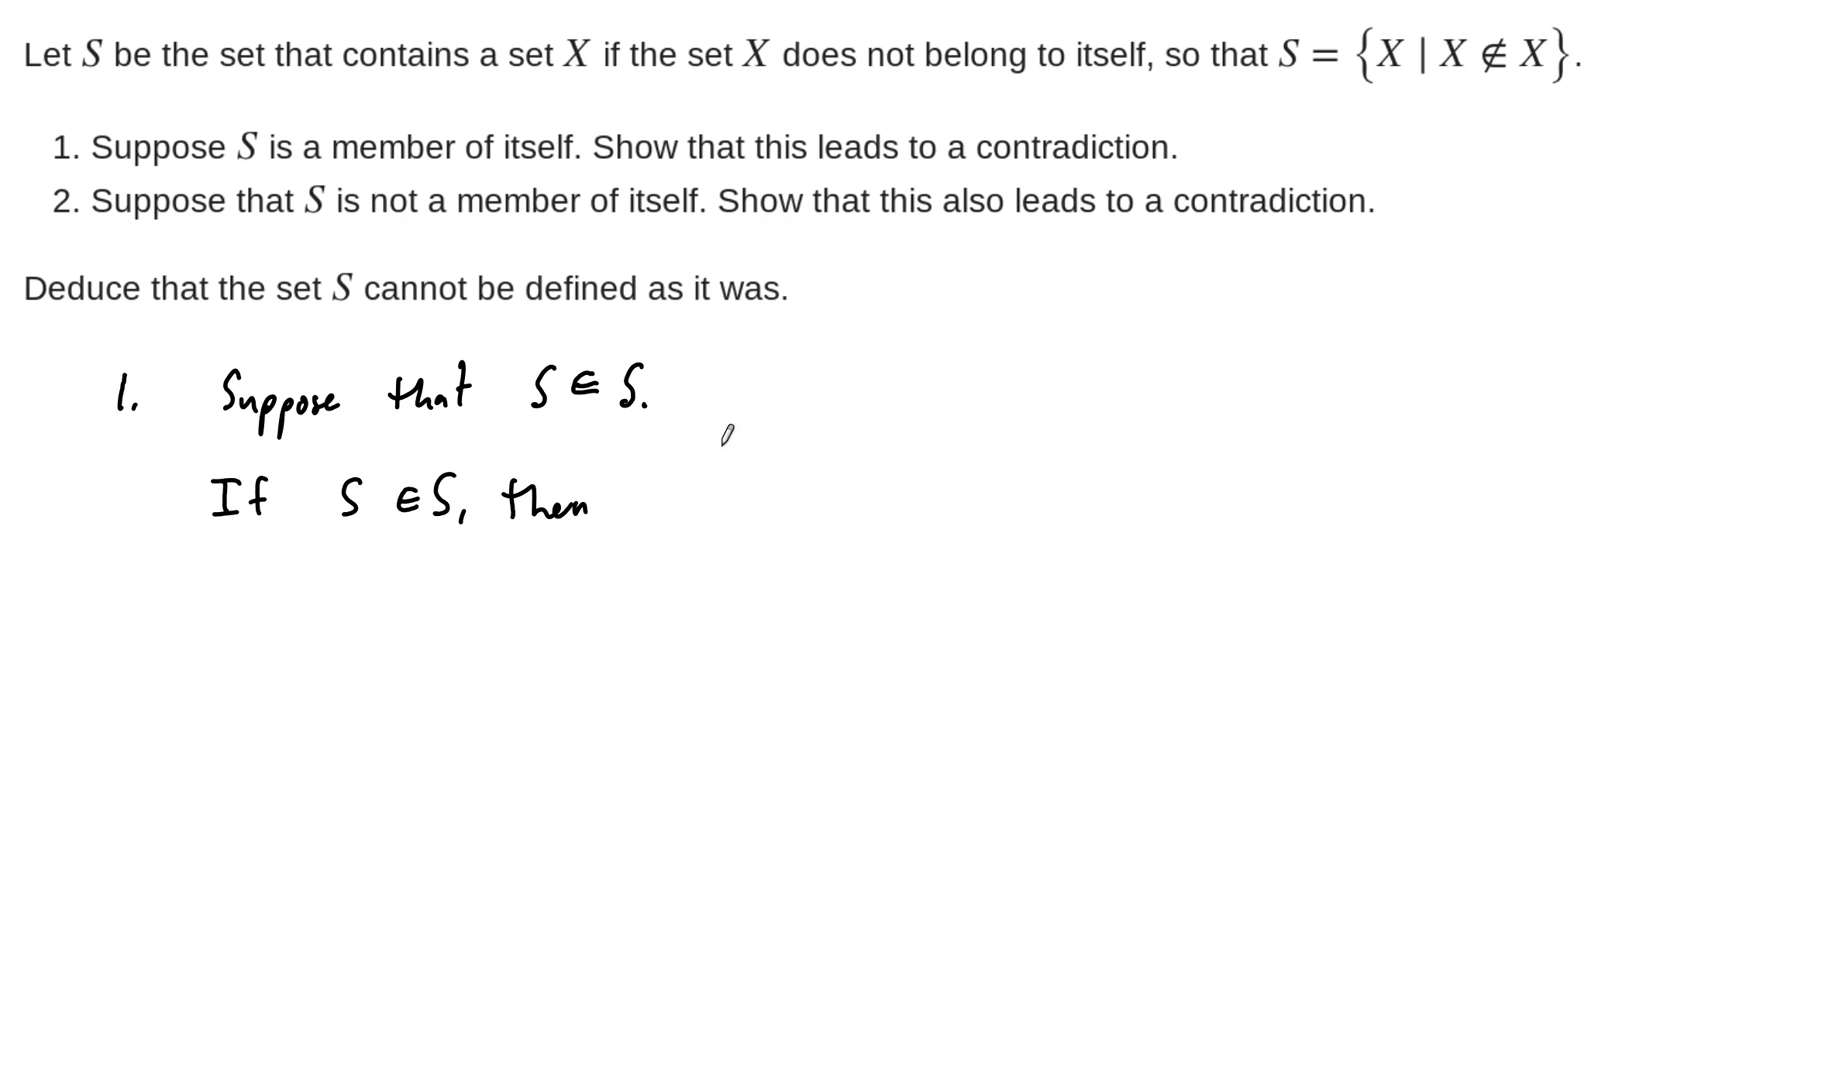 Let S be the set that contains a set X if the set X does not belong to itself, so that S = {X | X ∉ X}.
1. Suppose S is a member of itself. Show that this leads to a contradiction.
2. Suppose that S is not a member of itself. Show that this also leads to a contradiction.
Deduce that the set S cannot be defined as it was.
1. Suppose that S ∈ S.
If S ∈ S, then